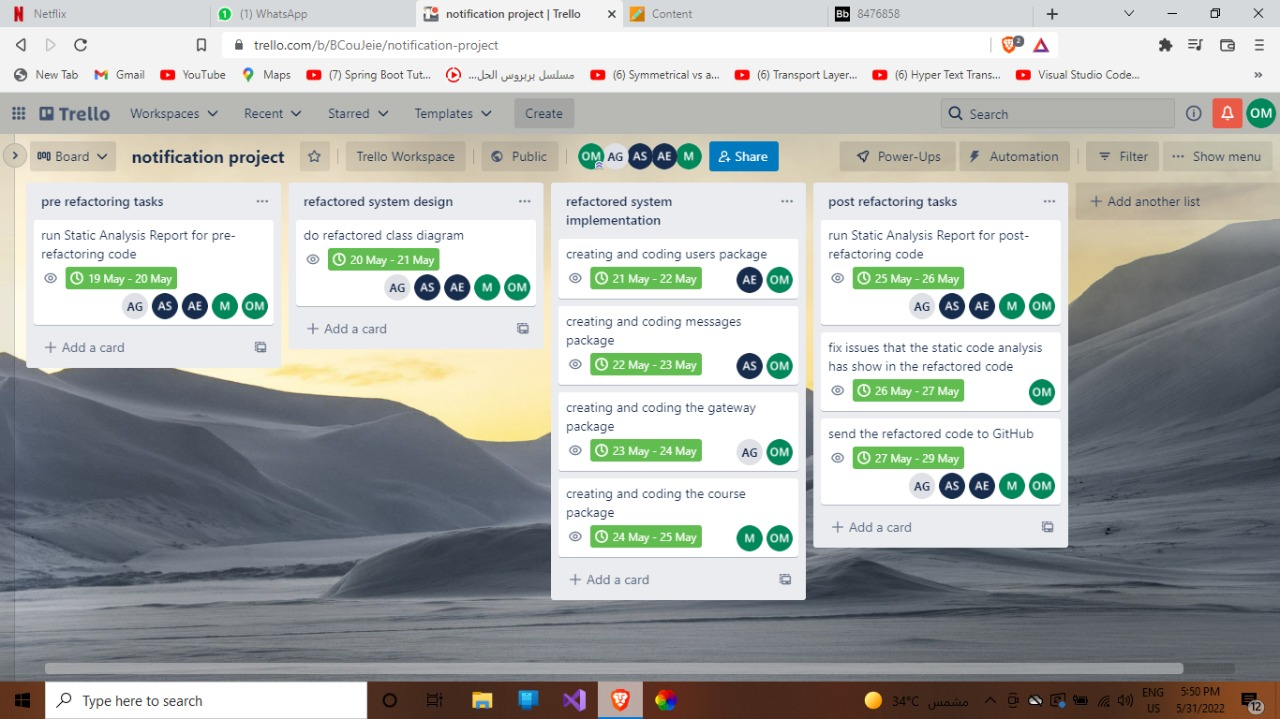 Netflix
(1) WhatsApp
notification project | Trello
Content
Bb 8476858
trello.com/b/BCouJeie/notification-project
2
New Tab
Gmail
YouTube
Maps
(7) Spring Boot Tut...
مسلسل بربروس الحل...
(6) Symmetrical vs a...
(6) Transport Layer...
(6) Hyper Text Trans...
Visual Studio Code...
Trello
Workspaces
Recent
Starred
Templates
Create
Search
OM
Board
notification project
Trello Workspace
Public
OM AG AS AE M
Share
Power-Ups
Automation
Filter
Show menu
pre refactoring tasks
run Static Analysis Report for pre-
refactoring code
19 May - 20 May
AG AS AE M OM
+ Add a card
refactored system design
do refactored class diagram
20 May - 21 May
AG AS AE M OM
+ Add a card
refactored system
implementation
creating and coding users package
21 May - 22 May
AE OM
creating and coding messages
package
22 May - 23 May
AS OM
creating and coding the gateway
package
23 May - 24 May
AG OM
creating and coding the course
package
24 May - 25 May
M OM
+ Add a card
post refactoring tasks
run Static Analysis Report for post-
refactoring code
25 May - 26 May
AG AS AE M OM
fix issues that the static code analysis
has show in the refactored code
26 May - 27 May
OM
send the refactored code to GitHub
27 May - 29 May
AG AS AE M OM
+ Add a card
+ Add another list
Type here to search
34°C مشمس
ENG
US
5:50 PM
5/31/2022
12